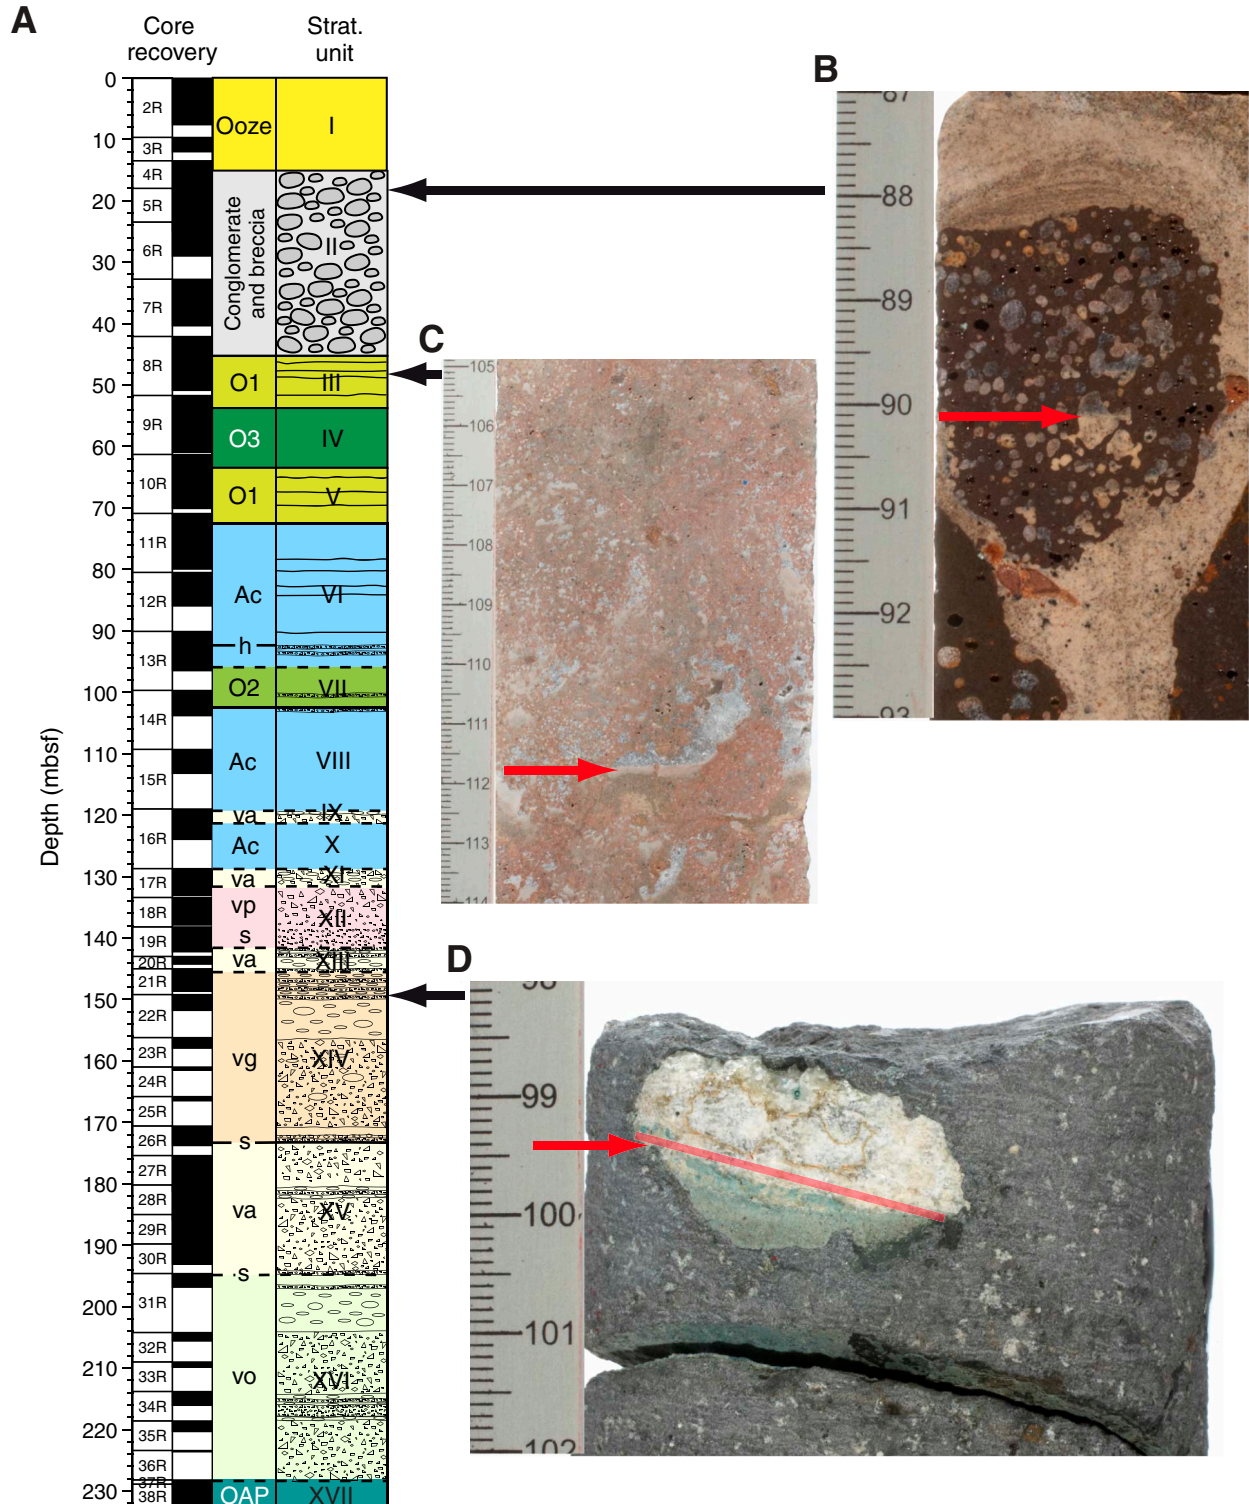 A
Core
recovery
Strat.
unit
0
10
20
30
40
50
60
70
80
90
100
110
120
130
140
150
160
170
180
190
200
210
220
230
Depth (mbsf)
2R
3R
4R
5R
6R
7R
8R
9R
10R
11R
12R
13R
14R
15R
16R
17R
18R
19R
20R
21R
22R
23R
24R
25R
26R
27R
28R
29R
30R
31R
32R
33R
34R
35R
36R
37R
38R
Ooze I
Conglomerate
and breccia
II
O1 III
O3 IV
O1 V
Ac VI
h
O2 VII
Ac VIII
va IX
Ac X
va XI
vp XII
s
va XIII
vg XIV
s
va XV
s
vo XVI
OAP XVII
B
87
88
89
90
91
92
93
C
105
106
107
108
109
110
111
112
113
114
D
98
99
100
101
102